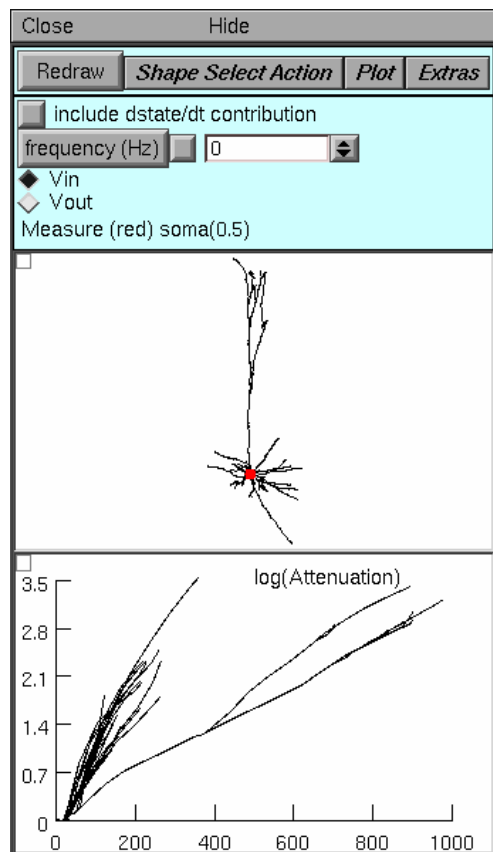 Close Hide
Redraw Shape Select Action Plot Extras
include dstate/dt contribution
frequency (Hz) 0
Vin
Vout
Measure (red) soma(0.5)
log(Attenuation)
3.5
2.8
2.1
1.4
0.7
0
0 200 400 600 800 1000